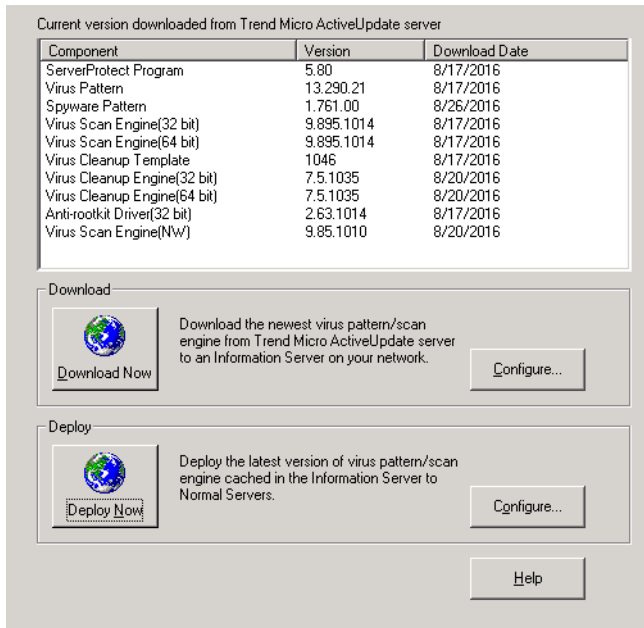 Current version downloaded from Trend Micro ActiveUpdate server
Component Version Download Date
ServerProtect Program 5.80 8/17/2016
Virus Pattern 13.290.21 8/17/2016
Spyware Pattern 1.761.00 8/26/2016
Virus Scan Engine(32 bit) 9.895.1014 8/17/2016
Virus Scan Engine(64 bit) 9.895.1014 8/17/2016
Virus Cleanup Template 1046 8/17/2016
Virus Cleanup Engine(32 bit) 7.5.1035 8/20/2016
Virus Cleanup Engine(64 bit) 7.5.1035 8/20/2016
Anti-rootkit Driver(32 bit) 2.63.1014 8/17/2016
Virus Scan Engine(NW) 9.85.1010 8/20/2016
Download
Download the newest virus pattern/scan
engine from Trend Micro ActiveUpdate server
to an Information Server on your network.
Download Now
Configure...
Deploy
Deploy the latest version of virus pattern/scan
engine cached in the Information Server to
Normal Servers.
Deploy Now
Configure...
Help